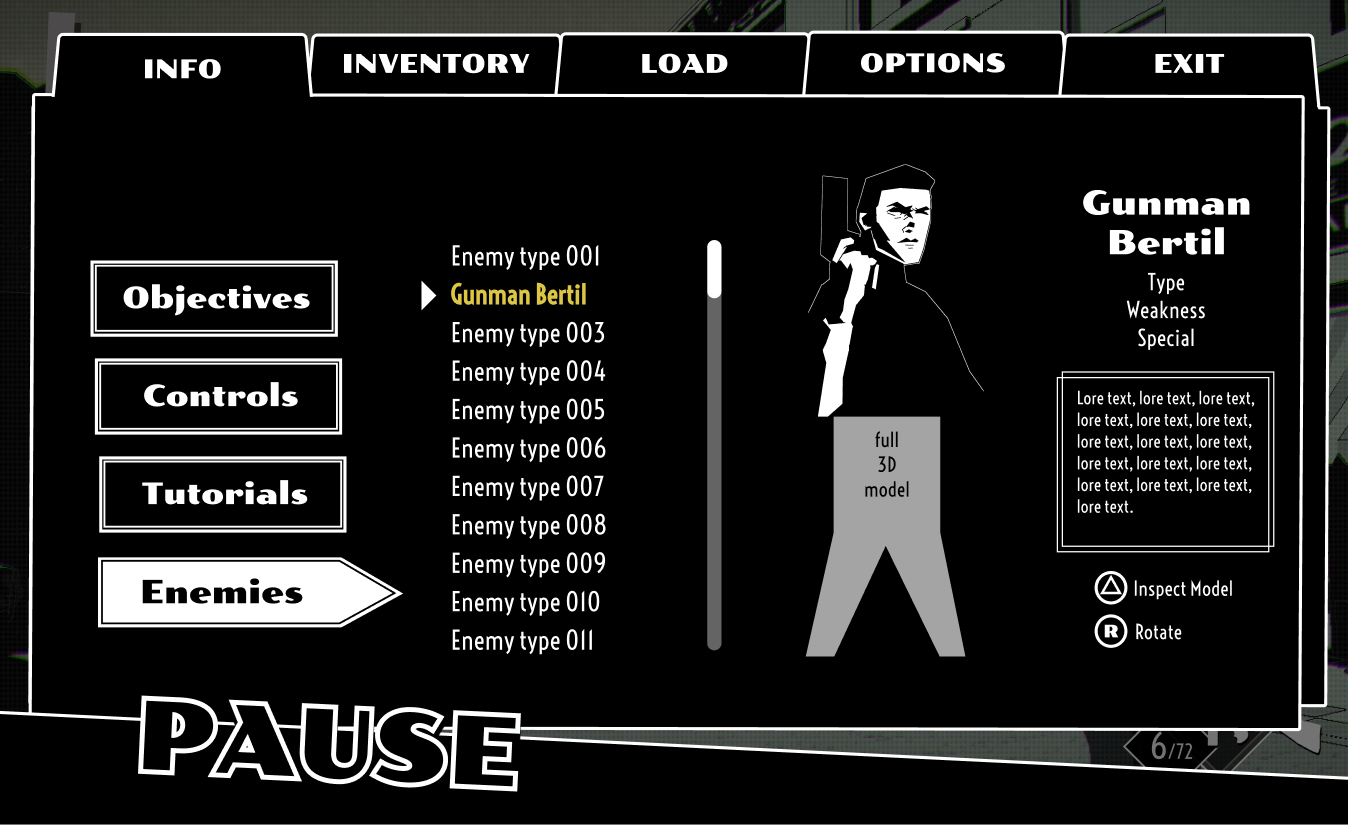 INFO
INVENTORY
LOAD
OPTIONS
EXIT
Objectives
Controls
Tutorials
Enemies
Enemy type 001
Gunman Bertil
Enemy type 003
Enemy type 004
Enemy type 005
Enemy type 006
Enemy type 007
Enemy type 008
Enemy type 009
Enemy type 010
Enemy type 011
full
3D
model
Gunman
Bertil
Type
Weakness
Special
Lore text, lore text, lore text,
lore text, lore text, lore text,
lore text, lore text, lore text,
lore text, lore text, lore text,
lore text, lore text, lore text,
lore text.
Inspect Model
R Rotate
PAUSE
6/72